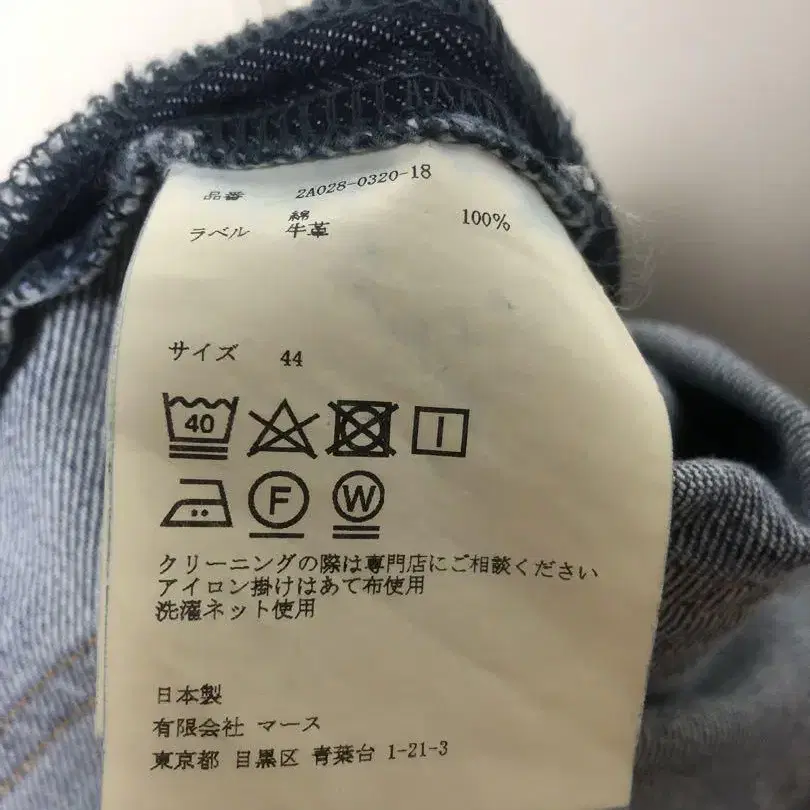 品番 2A028-0320-18
綿 100%
ラベル 牛革
サイズ 44
40
F W
クリーニングの際は専門店にご相談ください
アイロン掛けはあて布使用
洗濯ネット使用
日本製
有限会社 マース
東京都 目黒区 青葉台 1-21-3